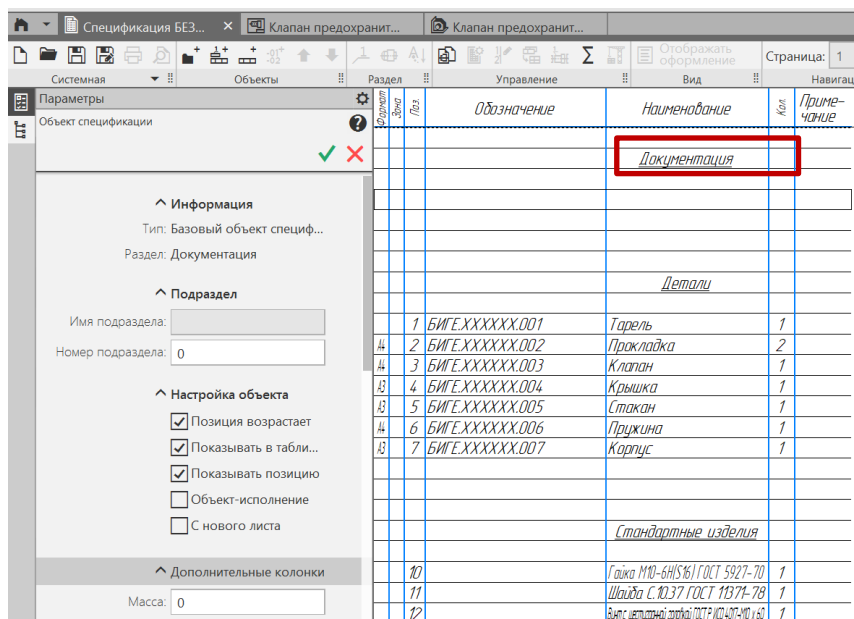 Спецификация БЕЗ... × Клапан предохранит... Клапан предохранит...
Отображать оформление Страница: 1
Системная Объекты Раздел Управление Вид Навигац
Параметры
Объект спецификации
Информация
Тип: Базовый объект специф...
Раздел: Документация
Подраздел
Имя подраздела:
Номер подраздела: 0
Настройка объекта
Позиция возрастает
Показывать в табли...
Показывать позицию
Объект-исполнение
С нового листа
Дополнительные колонки
Масса: 0
Формат Зона Поз. Обозначение Наименование Кол. Приме-
чание
Документация
Детали
1 БИГЕ.XXXXXX.001 Тарель 1
А4 2 БИГЕ.XXXXXX.002 Прокладка 2
А4 3 БИГЕ.XXXXXX.003 Клапан 1
А3 4 БИГЕ.XXXXXX.004 Крышка 1
А3 5 БИГЕ.XXXXXX.005 Стакан 1
А4 6 БИГЕ.XXXXXX.006 Пружина 1
А3 7 БИГЕ.XXXXXX.007 Корпус 1
Стандартные изделия
10 Гайка М10-6Н(S16) ГОСТ 5927-70 1
11 Шайба С.10.37 ГОСТ 11371-78 1
12 Винт с 1